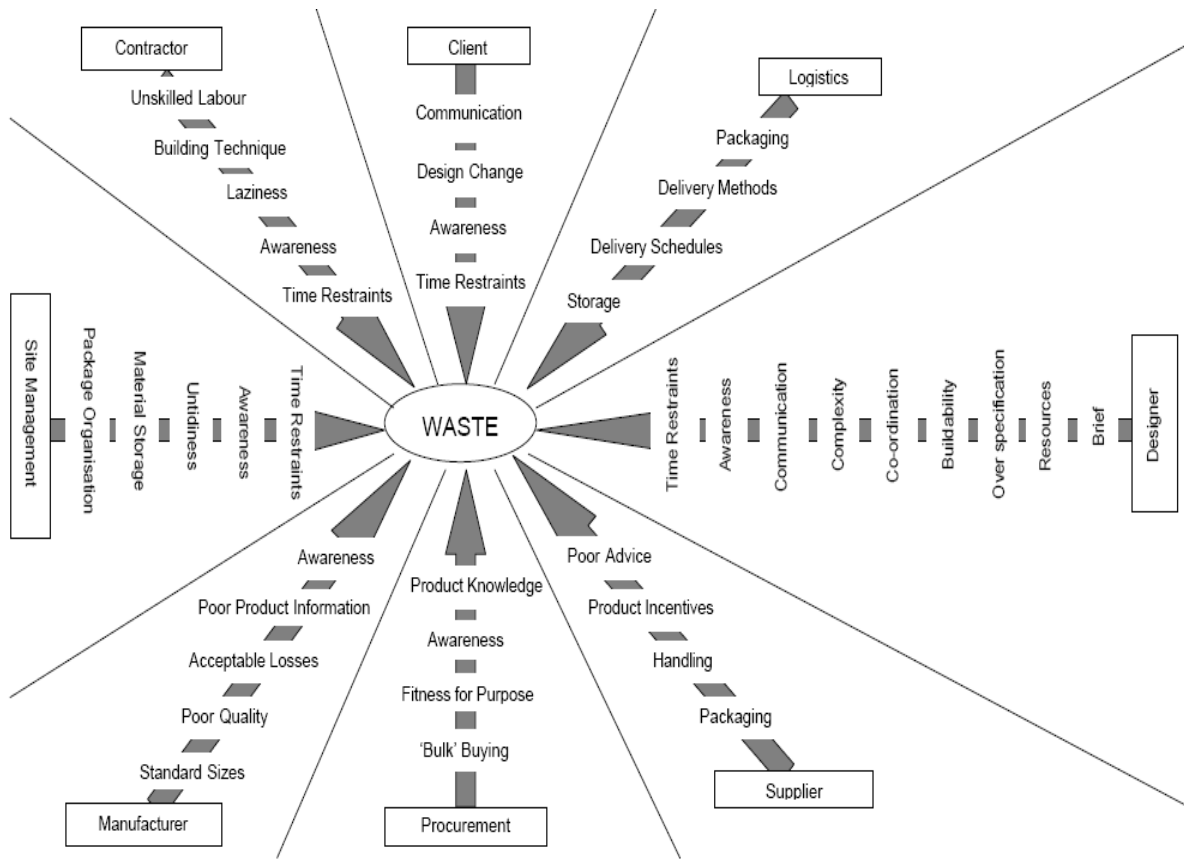 Contractor
Unskilled Labour
Building Technique
Laziness
Awareness
Time Restraints
Client
Communication
Design Change
Awareness
Time Restraints
Logistics
Packaging
Delivery Methods
Delivery Schedules
Storage
Site Management
Package Organisation
Material Storage
Untidiness
Awareness
Time Restraints
WASTE
Time Restraints
Awareness
Communication
Complexity
Co-ordination
Buildability
Over specification
Resources
Brief
Designer
Awareness
Poor Product Information
Acceptable Losses
Poor Quality
Standard Sizes
Manufacturer
Product Knowledge
Awareness
Fitness for Purpose
‘Bulk’ Buying
Procurement
Poor Advice
Product Incentives
Handling
Packaging
Supplier